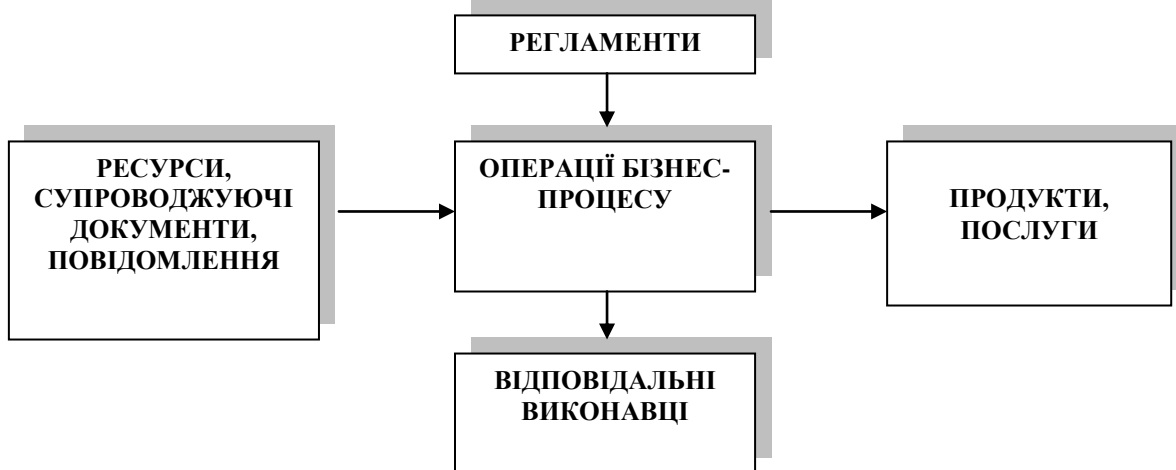 РЕГЛАМЕНТИ
РЕСУРСИ,
СУПРОВОДЖУЮЧІ
ДОКУМЕНТИ,
ПОВІДОМЛЕННЯ
ОПЕРАЦІЇ БІЗНЕС-
ПРОЦЕСУ
ПРОДУКТИ,
ПОСЛУГИ
ВІДПОВІДАЛЬНІ
ВИКОНАВЦІ